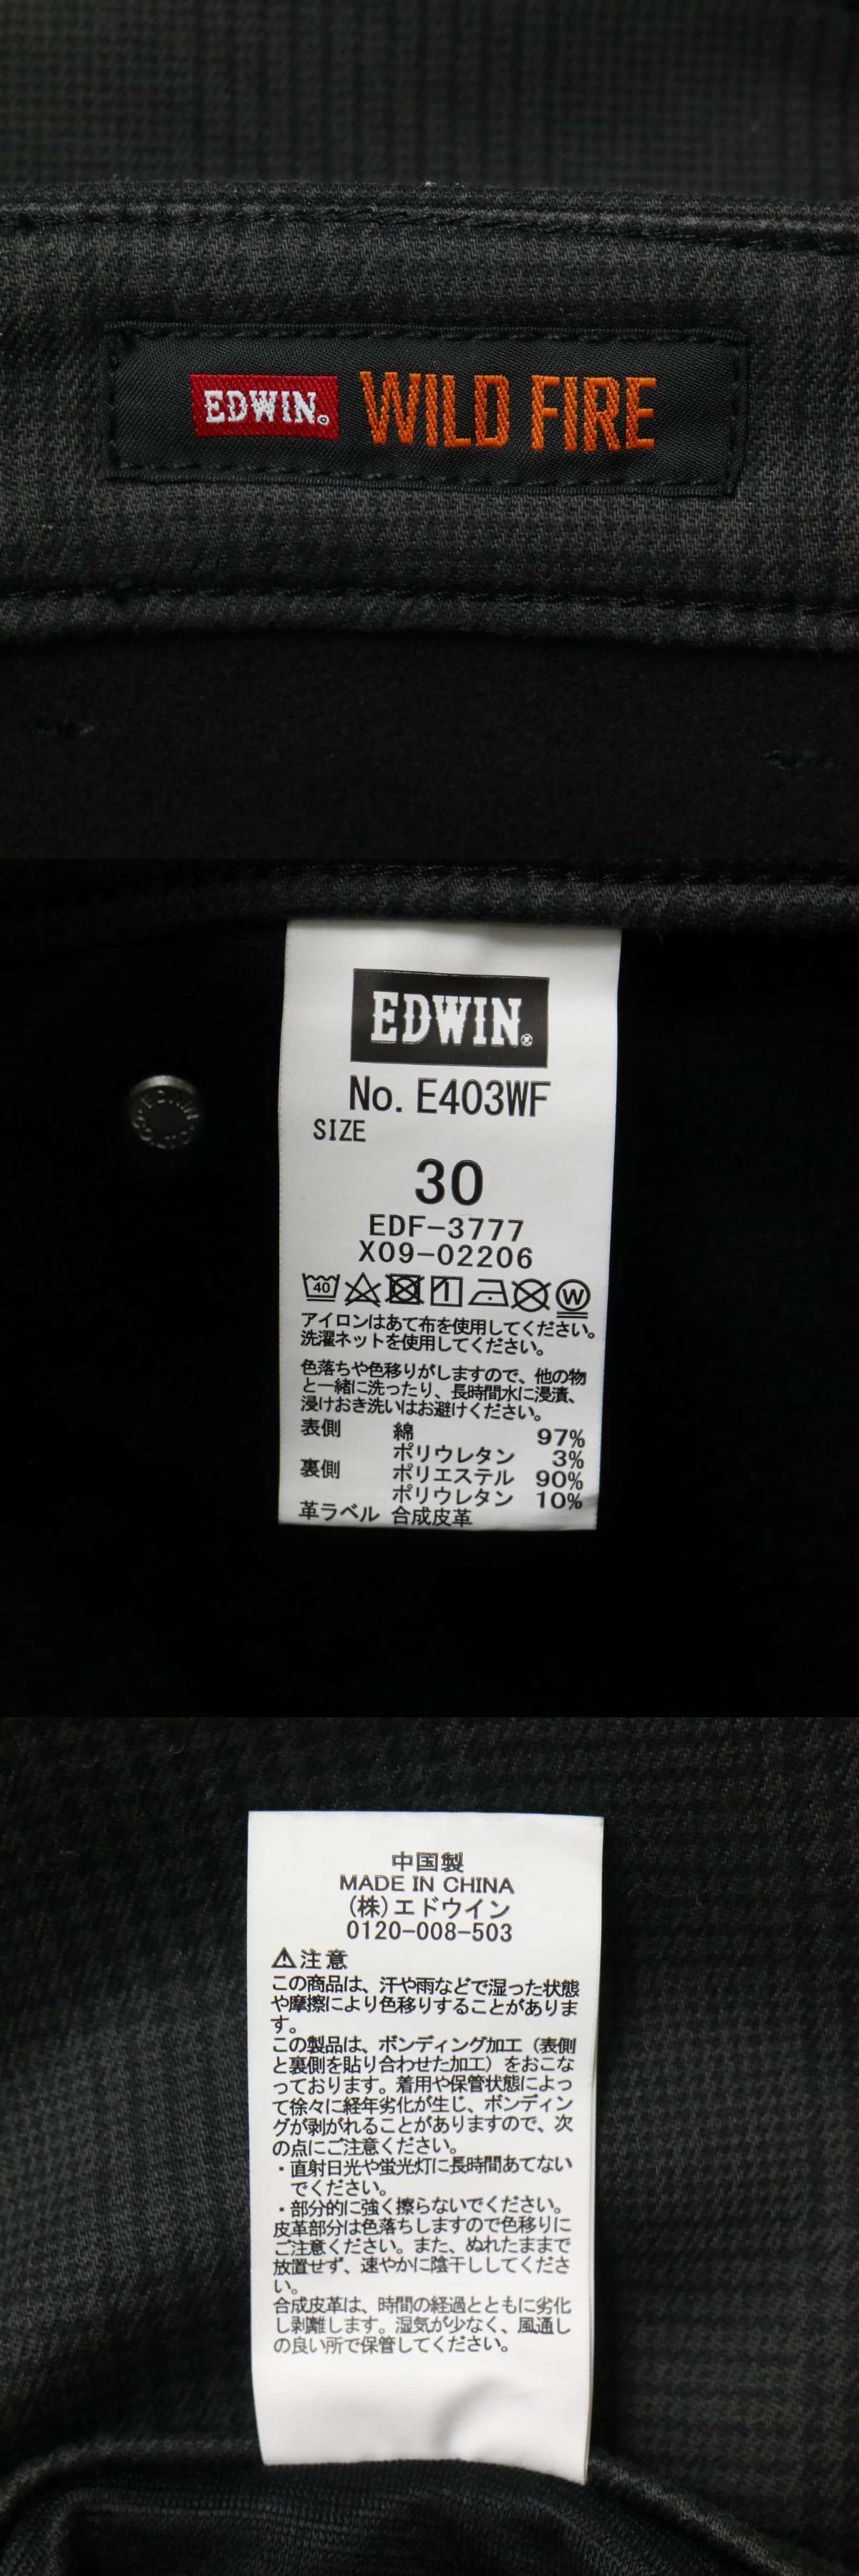 EDWIN. WILD FIRE
EDWIN.®
No. E403WF
SIZE
30
EDF-3777
X09-02206
40 W
アイロンはあて布を使用してください。
洗濯ネットを使用してください。
色落ちや色移りがしますので、他の物
と一緒に洗ったり、長時間水に浸漬、
浸けおき洗いはお避けください。
表側 綿 97%
ポリウレタン 3%
裏側 ポリエステル 90%
ポリウレタン 10%
革ラベル 合成皮革
中国製
MADE IN CHINA
(株)エドウイン
0120-008-503
⚠注意
この商品は、汗や雨などで湿った状態
や摩擦により色移りすることがありま
す。
この製品は、ボンディング加工（表側
と裏側を貼り合わせた加工）をおこな
っております。着用や保管状態によっ
て徐々に経年劣化が生じ、ボンディン
グが剥がれることがありますので、次
の点にご注意ください。
・直射日光や蛍光灯に長時間あてない
でください。
・部分的に強く擦らないでください。
皮革部分は色落ちしますので色移りに
ご注意ください。また、ぬれたままで
放置せず、速やかに陰干ししてくださ
い。
合成皮革は、時間の経過とともに劣化
し剥離します。湿気が少なく、風通し
の良い所で保管してください。